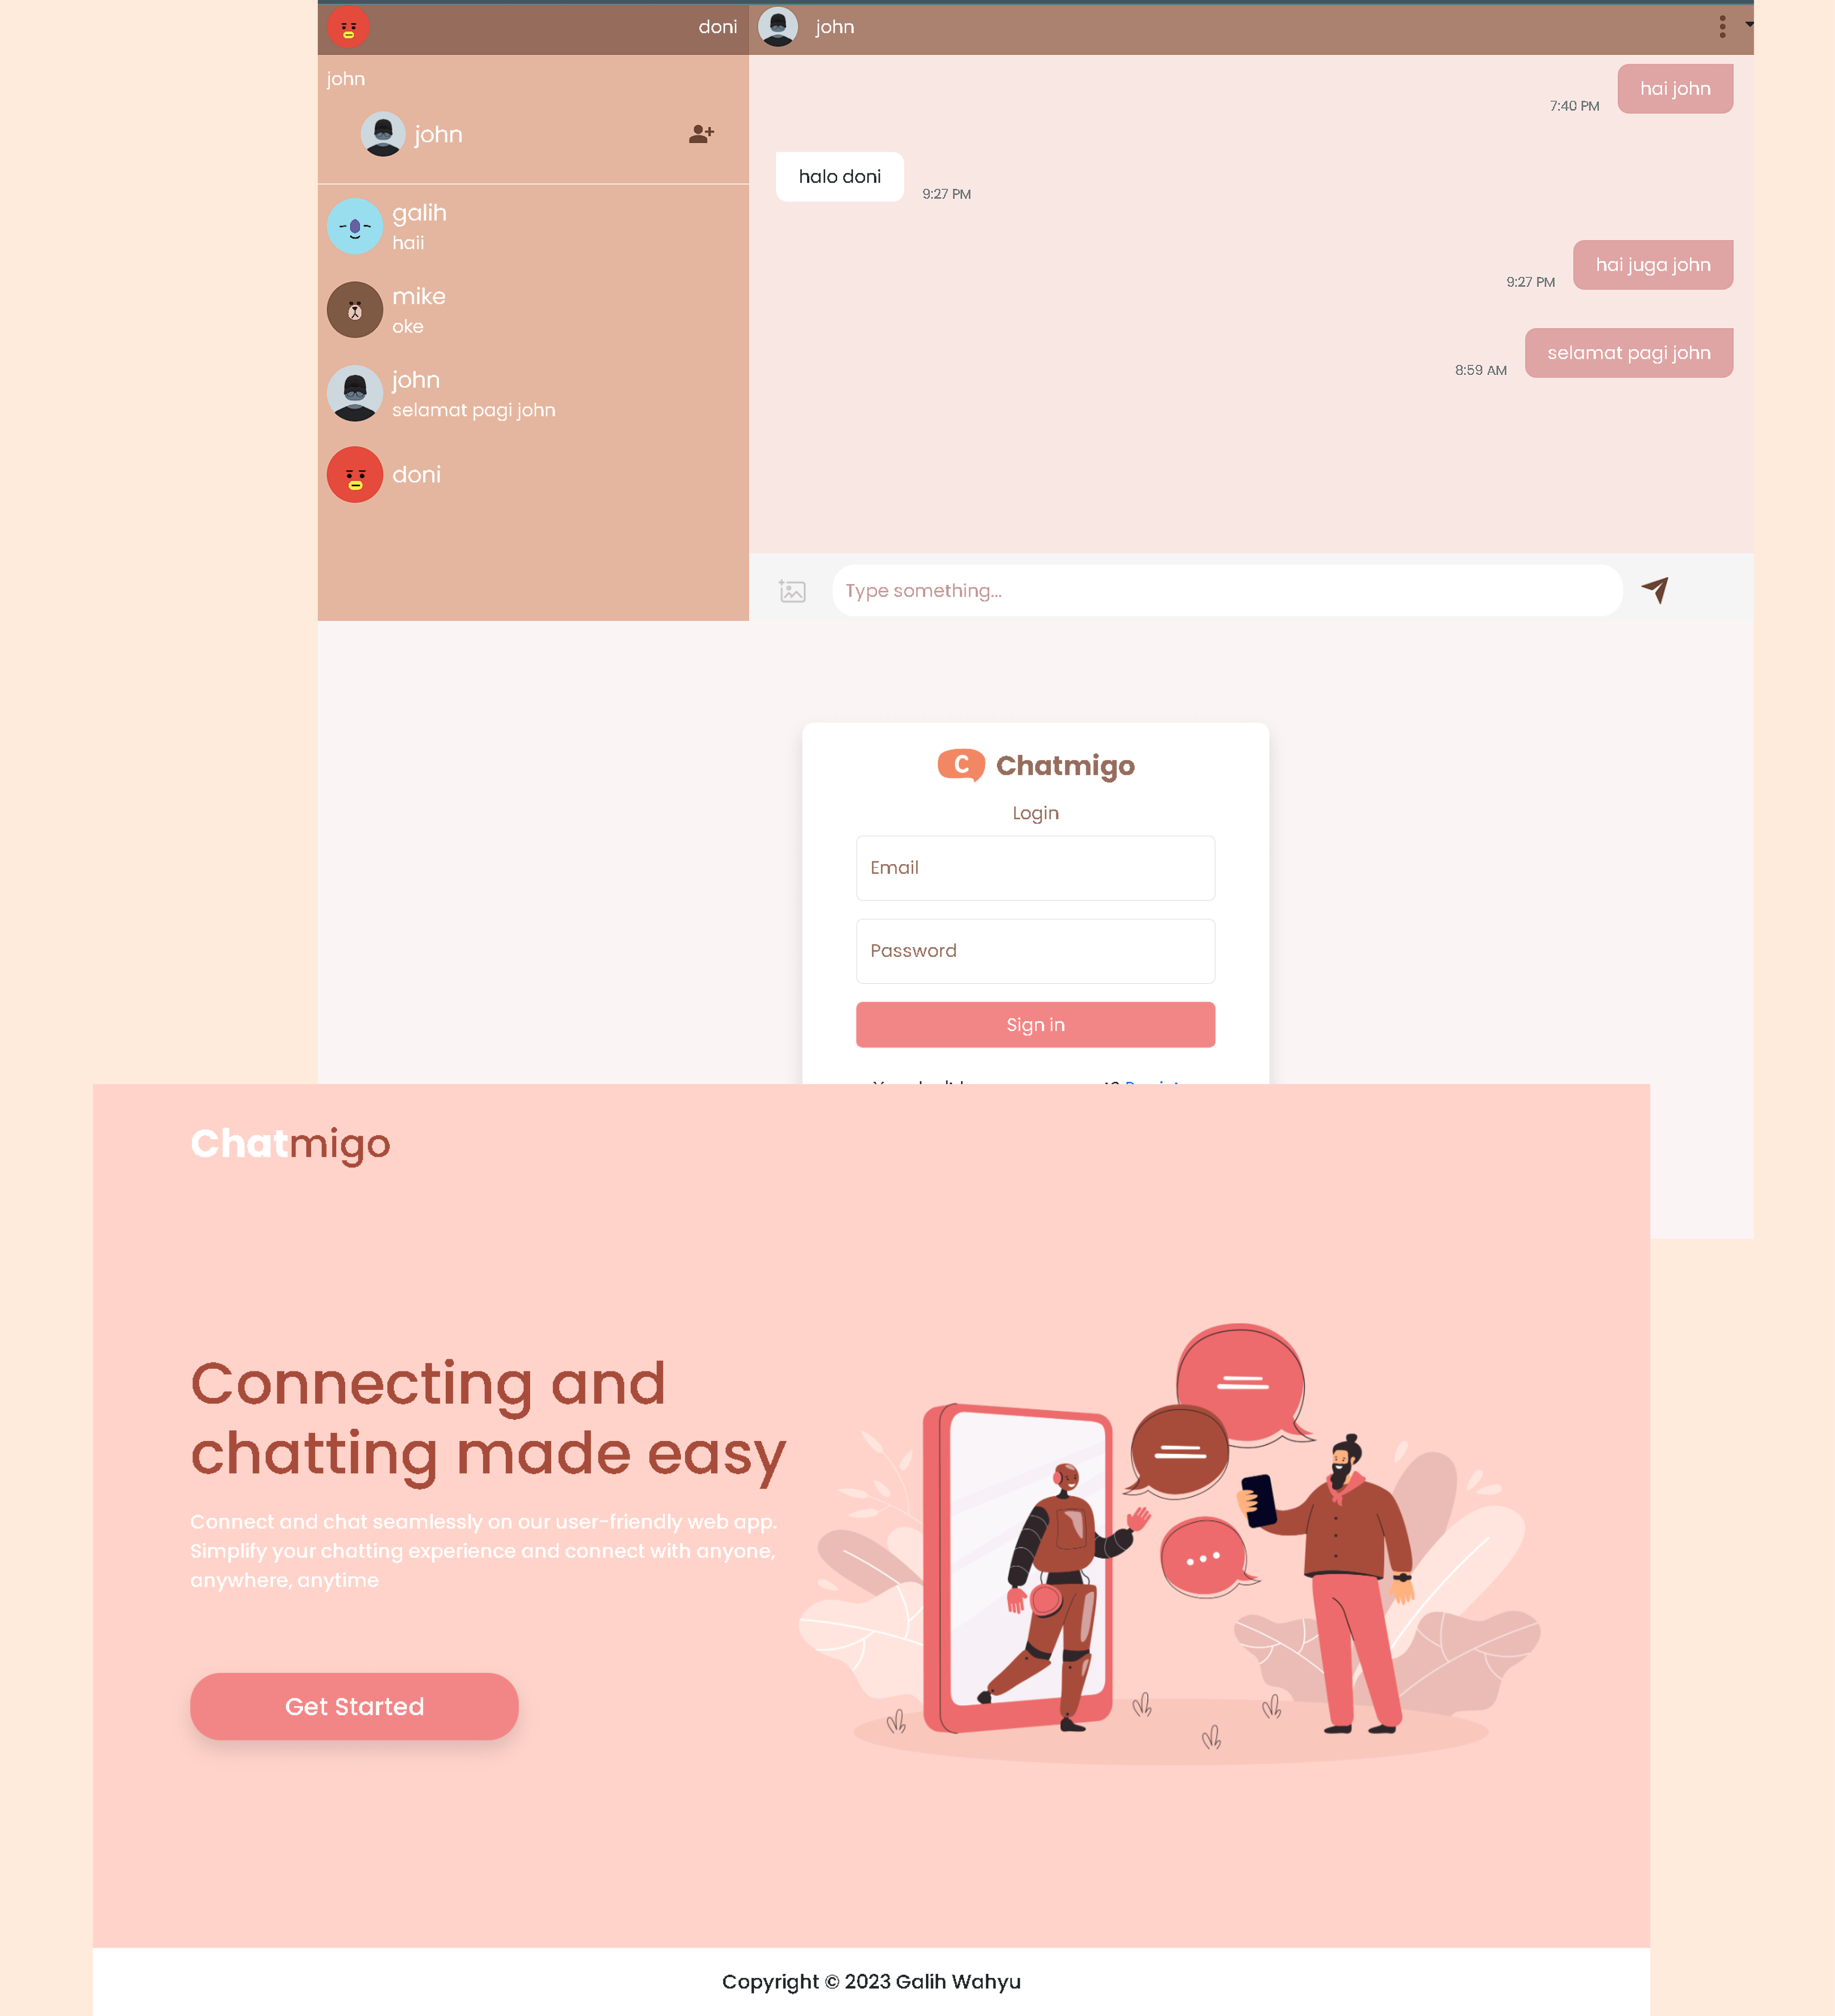 doni
john
john
john
galih
haii
mike
oke
john
selamat pagi john
doni
hai john
7:40 PM
halo doni
9:27 PM
hai juga john
9:27 PM
selamat pagi john
8:59 AM
Type something...
C Chatmigo
Login
Email
Password
Sign in
Chatmigo
Connecting and
chatting made easy
Connect and chat seamlessly on our user-friendly web app.
Simplify your chatting experience and connect with anyone,
anywhere, anytime
Get Started
Copyright © 2023 Galih Wahyu